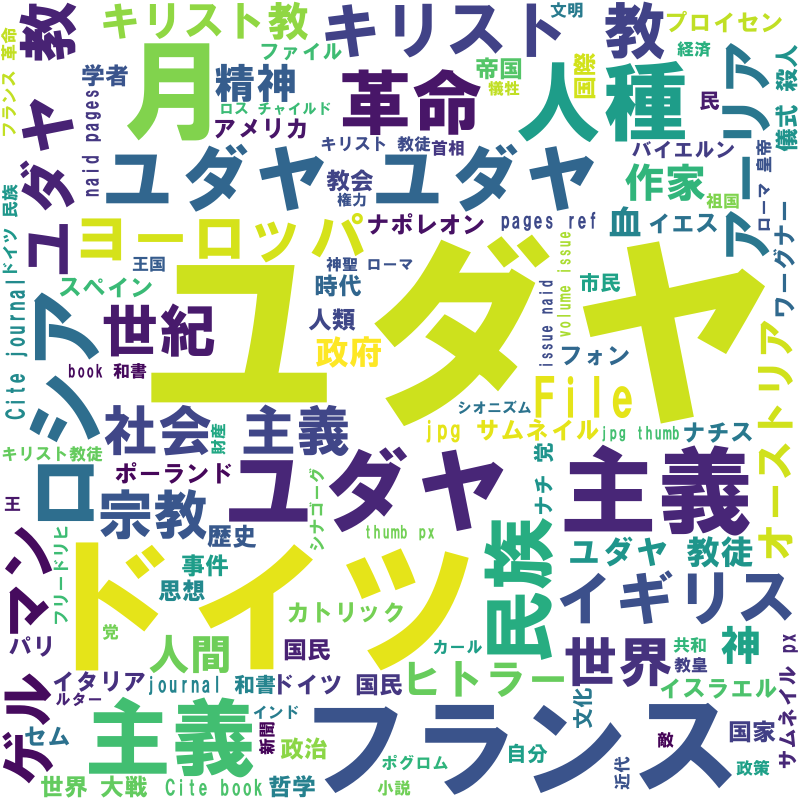 キリスト教
キリスト 教
文明
プロイセン
ユダヤ 教
フランス 革命
ファイル
経済
学者
月
精神
革命
帝国
犠牲
国際
人種
民
アーリア
儀式 殺人
ロス チャイルド
アメリカ
キリスト 教徒
首相
バイエルン
naid pages
ユダヤ ユダヤ
教会
権力
作家
祖国
ローマ 皇帝
ドイツ 民族
ヨーロッパ
ナポレオン
pages ref
血
イエス
ワーグナー
王国
神聖 ローマ
スペイン
時代
ユダヤ
issue naid
volume issue
市民
Cite journal
ロシア
世紀
人類
政府
フォン
book 和書
シオニズム
File
オーストリア
社会 主義
財産
jpg サムネイル
jpg thumb
ナチス
キリスト教徒
ポーランド
ユダヤ
ナチ 党
主義
王
宗教
歴史
シナゴーグ
thumb px
民族
ユダヤ 教徒
ゲルマン
フリードリヒ
ドイツ
事件
思想
カトリック
イギリス
党
パリ
人間
国民
カール
世界
共和
教皇
神
イタリア
journal 和書
ドイツ 国民
ヒトラー
イスラエル
サムネイル px
ルター
セム
主義
インド
新聞
政治
フランス
文化
敵
国家
ポグロム
自分
近代
政策
世界 大戦
Cite book
哲学
小説